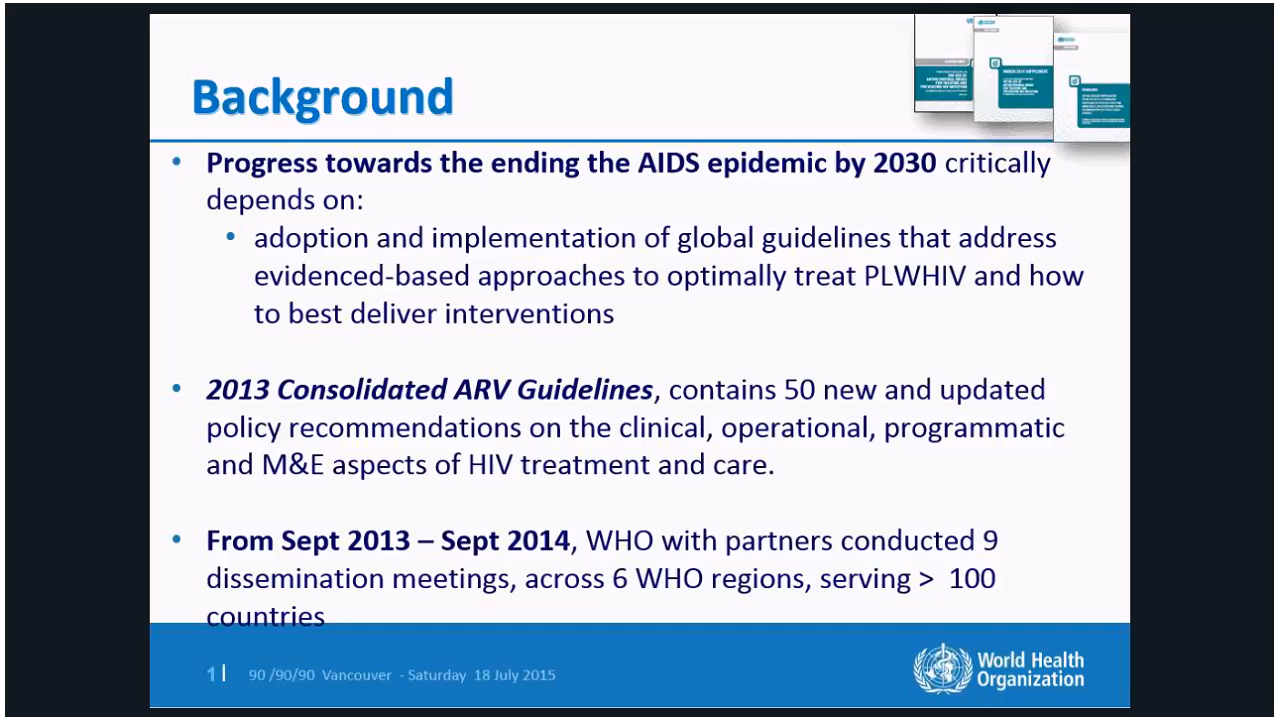 Background
MARCH 2014 SUPPLEMENT
• Progress towards the ending the AIDS epidemic by 2030 critically
depends on:
• adoption and implementation of global guidelines that address
evidenced-based approaches to optimally treat PLWHIV and how
to best deliver interventions
• 2013 Consolidated ARV Guidelines, contains 50 new and updated
policy recommendations on the clinical, operational, programmatic
and M&E aspects of HIV treatment and care.
• From Sept 2013 – Sept 2014, WHO with partners conducted 9
dissemination meetings, across 6 WHO regions, serving > 100
countries
1 | 90 /90/90 Vancouver - Saturday 18 July 2015
World Health
Organization